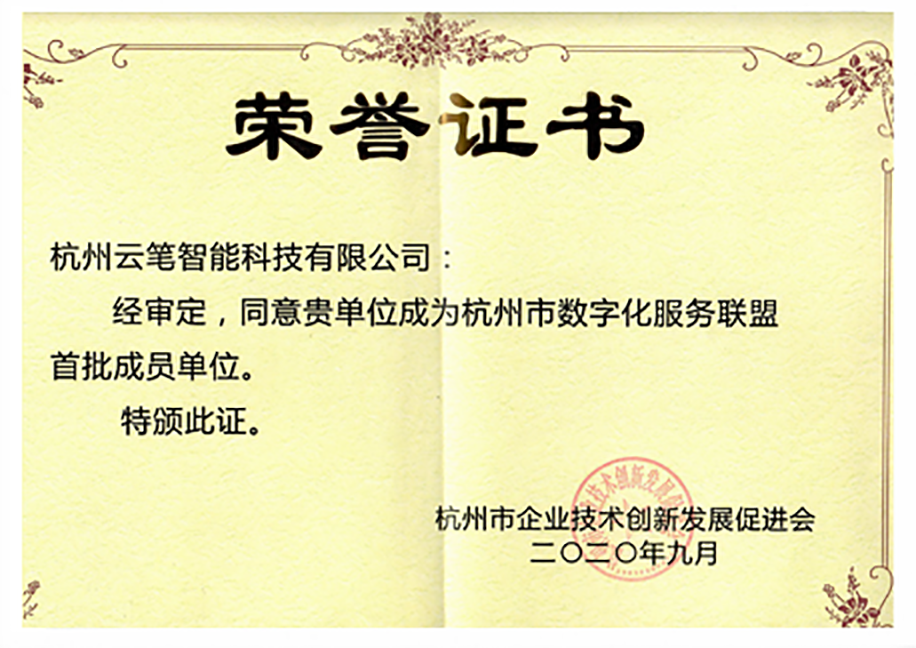 荣誉证书
杭州云笔智能科技有限公司：
经审定，同意贵单位成为杭州市数字化服务联盟
首批成员单位。
特颁此证。
杭州市企业技术创新发展促进会
二〇二〇年九月